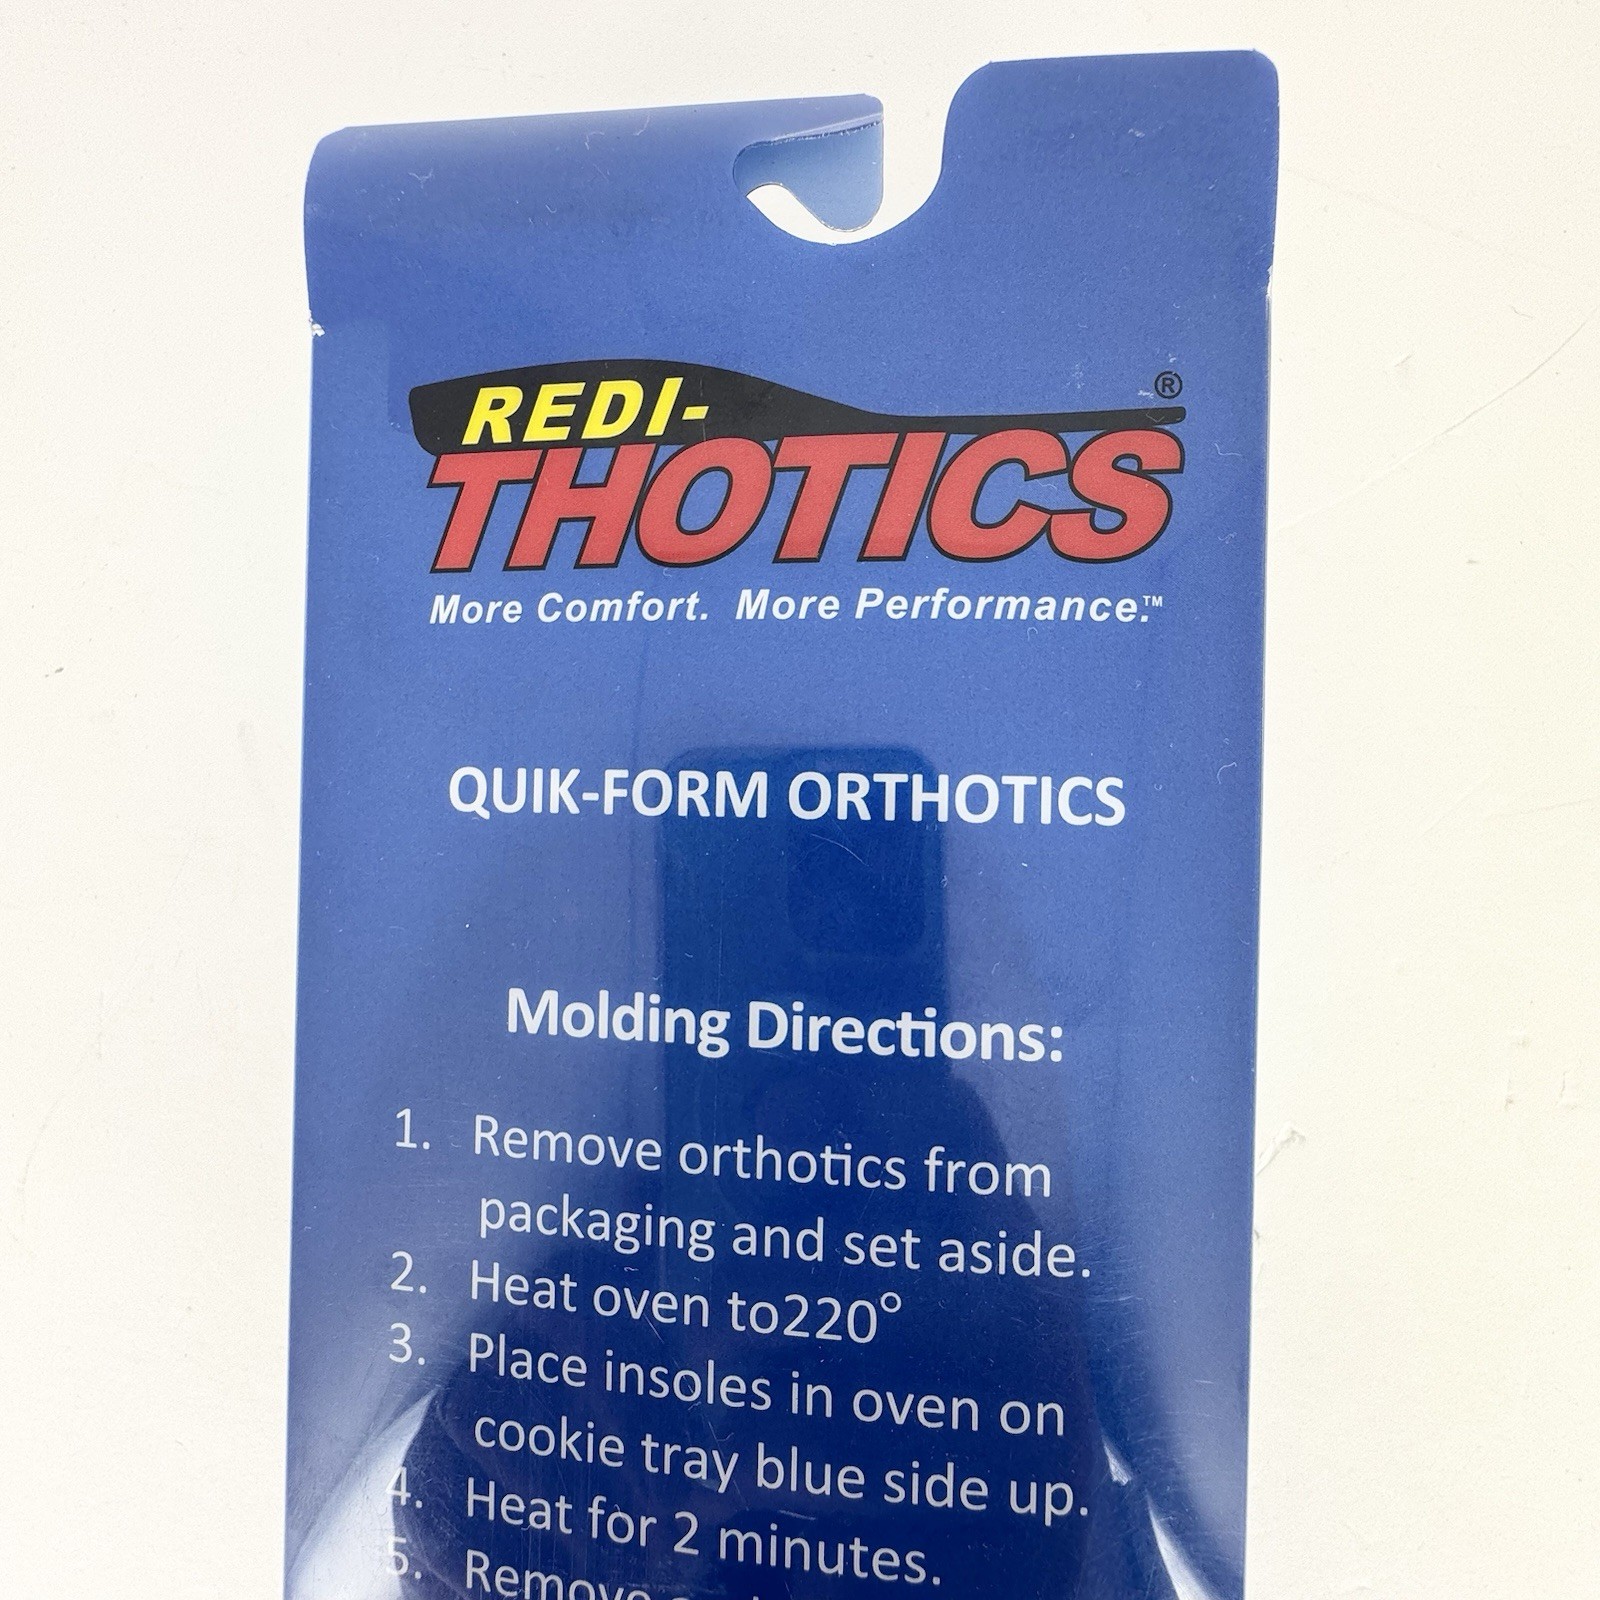 REDI-
THOTICS®
More Comfort. More Performance.™
QUIK-FORM ORTHOTICS
Molding Directions:
1. Remove orthotics from
packaging and set aside.
2. Heat oven to220°
3. Place insoles in oven on
cookie tray blue side up.
4. Heat for 2 minutes.
5. Remove